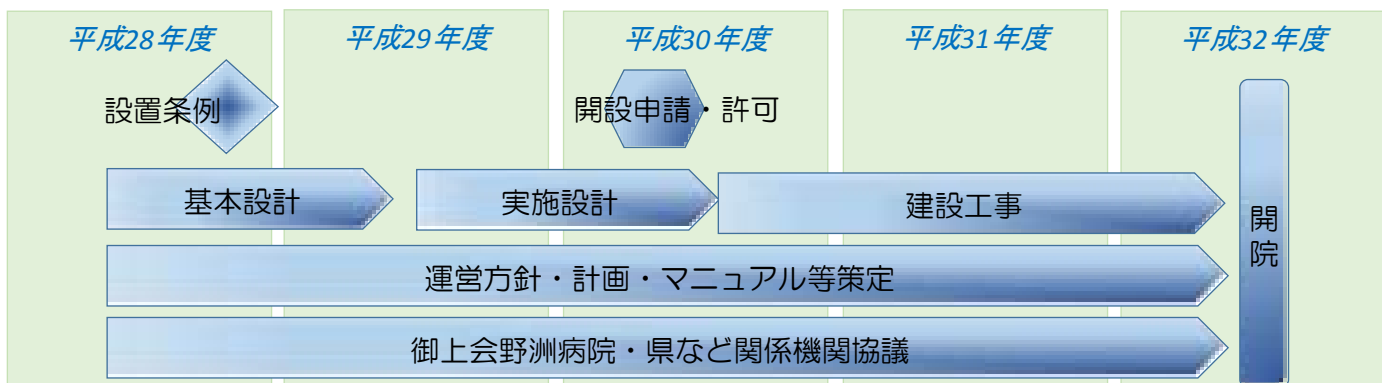 平成28年度
平成29年度
平成30年度
平成31年度
平成32年度
設置条例
開設申請・許可
基本設計
実施設計
建設工事
開院
運営方針・計画・マニュアル等策定
御上会野洲病院・県など関係機関協議